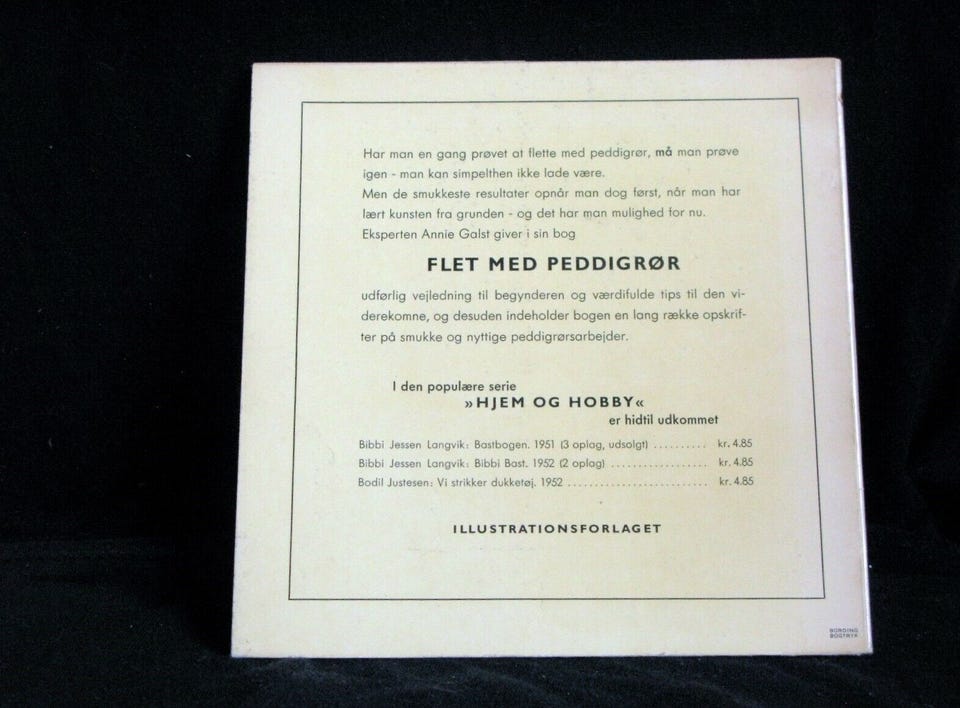 Har man en gang prøvet at flette med peddigrør, må man prøve
igen - man kan simpelthen ikke lade være.
Men de smukkeste resultater opnår man dog først, når man har
lært kunsten fra grunden - og det har man mulighed for nu.
Eksperten Annie Galst giver i sin bog
FLET MED PEDDIGRØR
udførlig vejledning til begynderen og værdifulde tips til den vi-
derekomne, og desuden indeholder bogen en lang række opskrif-
ter på smukke og nyttige peddigrørsarbejder.
I den populære serie
»HJEM OG HOBBY«
er hidtil udkommet
Bibbi Jessen Langvik: Bastbogen. 1951 (3 oplag, udsolgt) .......... kr. 4.85
Bibbi Jessen Langvik: Bibbi Bast. 1952 (2 oplag) .................. kr. 4.85
Bodil Justesen: Vi strikker dukketøj. 1952 .......................... kr. 4.85
ILLUSTRATIONSFORLAGET
BORDING
BOGTRYK